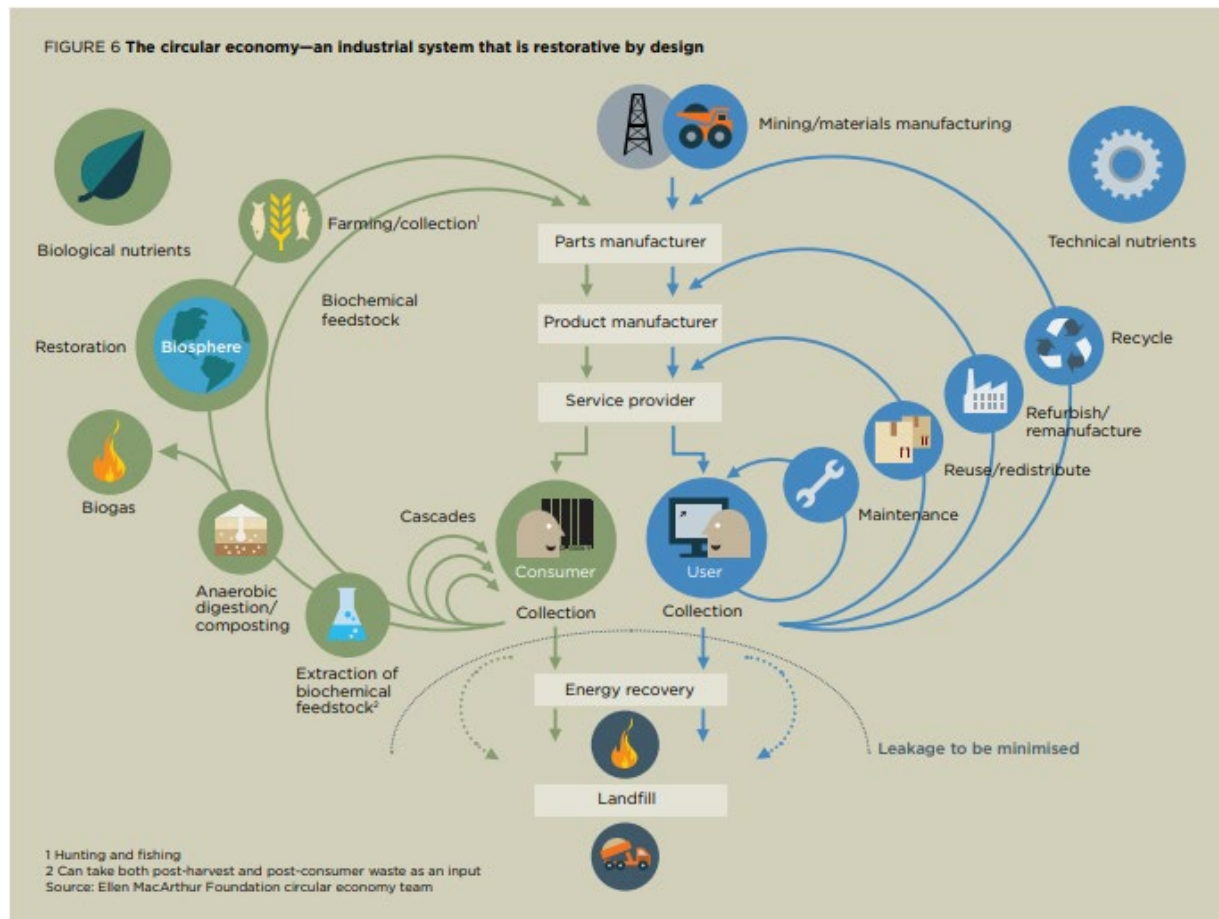 FIGURE 6 The circular economy—an industrial system that is restorative by design
Mining/materials manufacturing
Biological nutrients
Technical nutrients
Farming/collection¹
Parts manufacturer
Biochemical
feedstock
Product manufacturer
Restoration
Biosphere
Recycle
Service provider
Refurbish/
remanufacture
Reuse/redistribute
Biogas
Cascades
Maintenance
Consumer
User
Anaerobic
digestion/
composting
Collection
Collection
Extraction of
biochemical
feedstock²
Energy recovery
Leakage to be minimised
Landfill
1 Hunting and fishing
2 Can take both post-harvest and post-consumer waste as an input
Source: Ellen MacArthur Foundation circular economy team